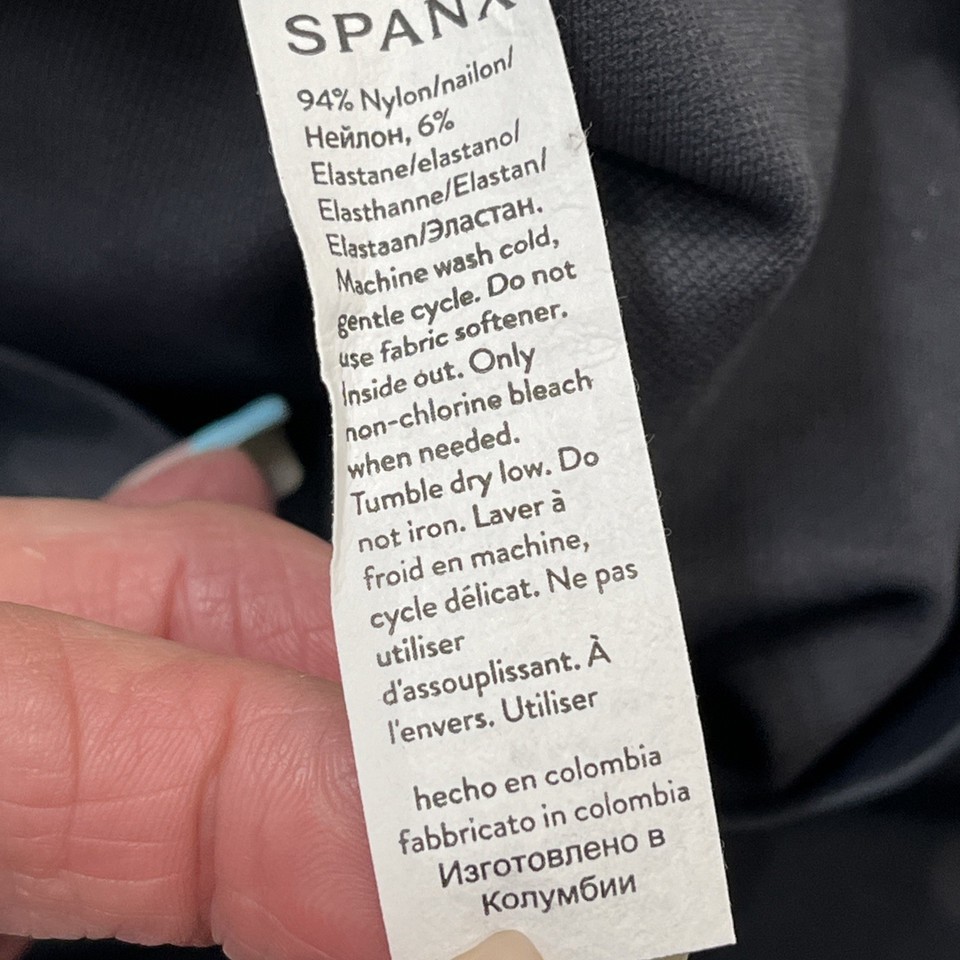 SPANX
94% Nylon/nailon/
Нейлон, 6%
Elastane/elastano/
Elasthanne/Elastan/
Elastaan/Эластан.
Machine wash cold,
gentle cycle. Do not
use fabric softener.
Inside out. Only
non-chlorine bleach
when needed.
Tumble dry low. Do
not iron. Laver à
froid en machine,
cycle délicat. Ne pas
utiliser
d'assouplissant. À
l'envers. Utiliser
hecho en colombia
fabbricato in colombia
Изготовлено в
Колумбии